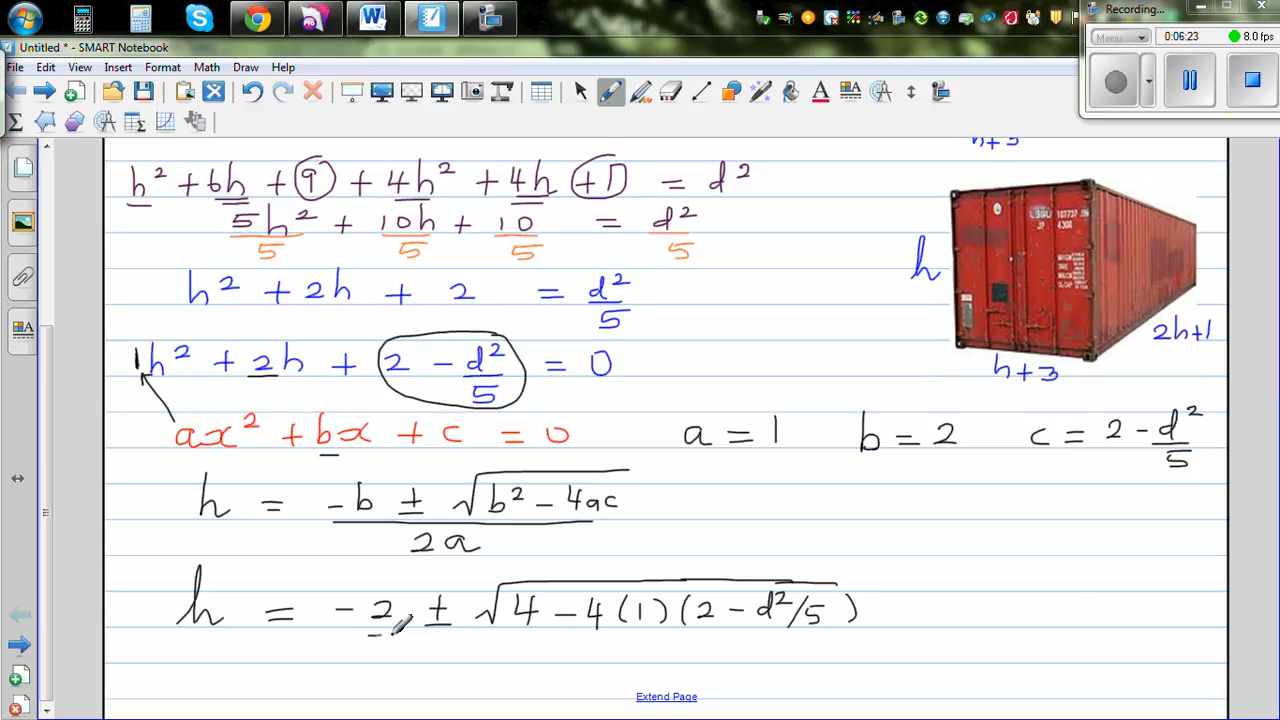 Recording...
Menu
0:06:23
8.0 fps
Untitled * - SMART Notebook
File Edit View Insert Format Math Draw Help
h+3
h² + 6h + 9 + 4h² + 4h +1 = d²
5h²/5 + 10h/5 + 10/5 = d²/5
h² + 2h + 2 = d²/5
1h² + 2h + 2 - d²/5 = 0
ax² + bx + c = 0 a = 1 b = 2 c = 2 - d²/5
h = -b ± √b² - 4ac / 2a
h = -2 ± √4 - 4(1)(2 - d²/5)
h
2h+1
h+3
Extend Page